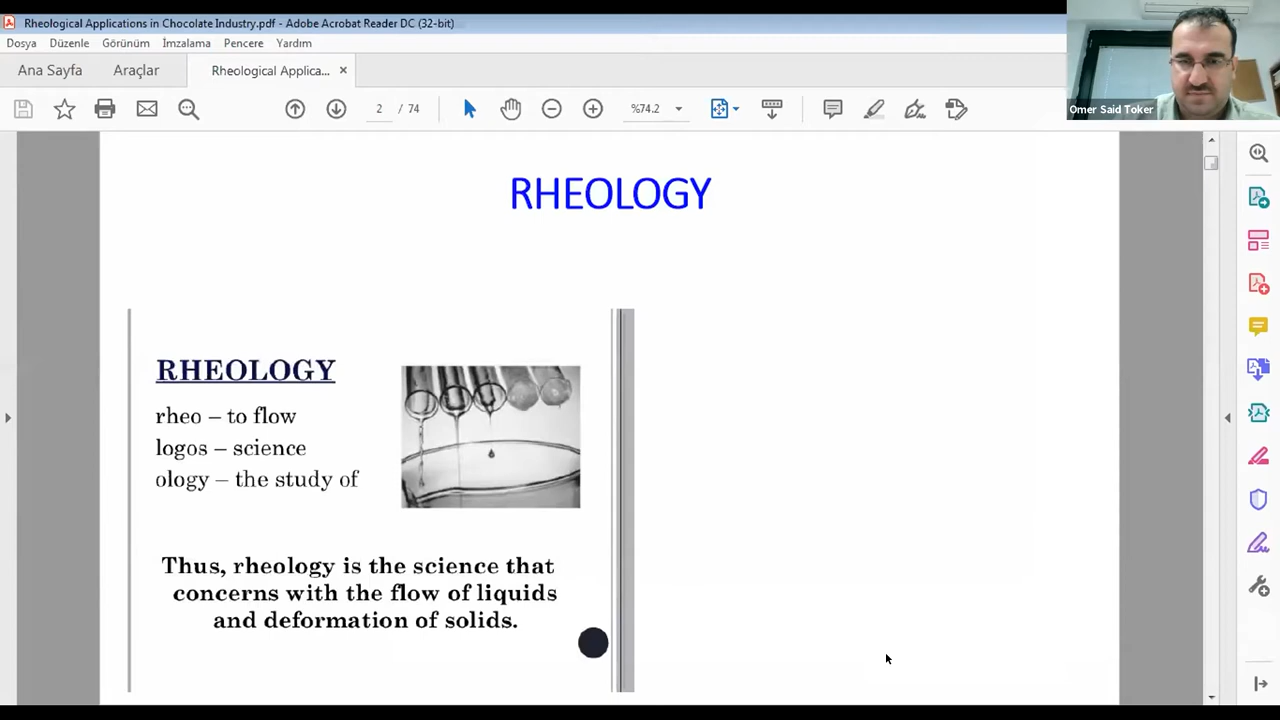 Rheological Applications in Chocolate Industry.pdf - Adobe Acrobat Reader DC (32-bit)
Dosya Düzenle Görünüm İmzalama Pencere Yardım
Ana Sayfa Araçlar Rheological Applica... ×
2 / 74 %74.2
Omer Said Toker
RHEOLOGY
RHEOLOGY
rheo – to flow
logos – science
ology – the study of
Thus, rheology is the science that
concerns with the flow of liquids
and deformation of solids.